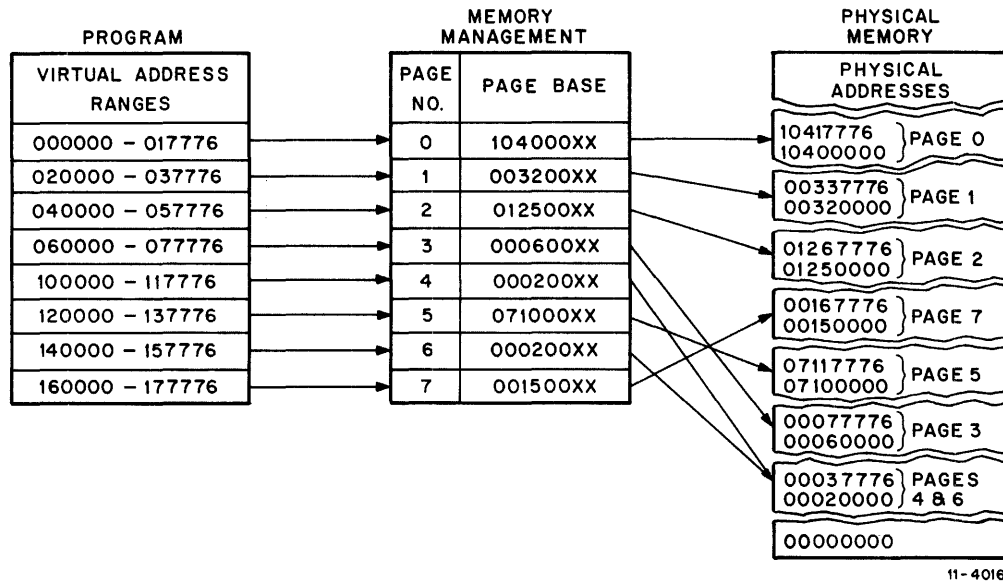 PROGRAM
VIRTUAL ADDRESS
RANGES
000000 - 017776
020000 - 037776
040000 - 057776
060000 - 077776
100000 - 117776
120000 - 137776
140000 - 157776
160000 - 177776
MEMORY
MANAGEMENT
PAGE
NO.
PAGE BASE
0 104000XX
1 003200XX
2 012500XX
3 000600XX
4 000200XX
5 071000XX
6 000200XX
7 001500XX
PHYSICAL
MEMORY
PHYSICAL
ADDRESSES
10417776
10400000
PAGE 0
00337776
00320000
PAGE 1
01267776
01250000
PAGE 2
00167776
00150000
PAGE 7
07117776
07100000
PAGE 5
00077776
00060000
PAGE 3
00037776
00020000
PAGES
4 & 6
00000000
11-4016